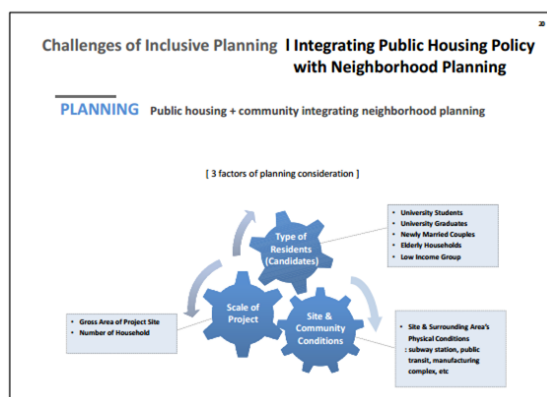 20
Challenges of Inclusive Planning l Integrating Public Housing Policy
with Neighborhood Planning
PLANNING Public housing + community integrating neighborhood planning
[ 3 factors of planning consideration ]
Type of
Residents
(Candidates)
• University Students
• University Graduates
• Newly Married Couples
• Elderly Households
• Low Income Group
Scale of
Project
• Gross Area of Project Site
• Number of Household
Site &
Community
Conditions
• Site & Surrounding Area's
Physical Conditions
: subway station, public
transit, manufacturing
complex, etc